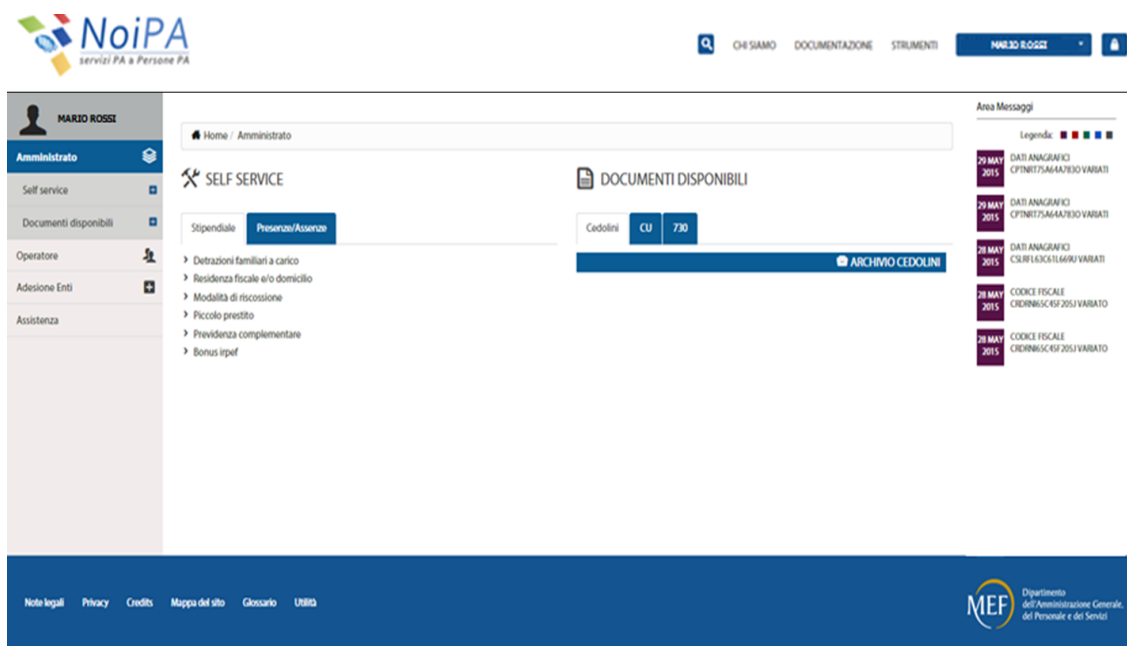 NoiPA
servizi PA a Persone PA
CHI SIAMO DOCUMENTAZIONE STRUMENTI MARIO ROSSI
MARIO ROSSI
Amministrato
Self service
Documenti disponibili
Operatore
Adesione Enti
Assistenza
Home / Amministrato
SELF SERVICE
Stipendiale Presenze/Assenze
Detrazioni familiari a carico
Residenza fiscale e/o domicilio
Modalità di riscossione
Piccolo prestito
Previdenza complementare
Bonus irpef
DOCUMENTI DISPONIBILI
Cedolini CU 730
ARCHIVIO CEDOLINI
Area Messaggi
Legenda:
29 MAY DATI ANAGRAFICI
2015 CPTNRT75A64A783O VARIATI
29 MAY DATI ANAGRAFICI
2015 CPTNRT75A64A783O VARIATI
28 MAY DATI ANAGRAFICI
2015 CSLRFL63C61L669U VARIATI
28 MAY CODICE FISCALE
2015 CRDRNI65C45F205J VARIATO
28 MAY CODICE FISCALE
2015 CRDRNI65C45F205J VARIATO
Note legali Privacy Credits Mappa del sito Glossario Utilità
MEF
Dipartimento
dell'Amministrazione Generale,
del Personale e dei Servizi